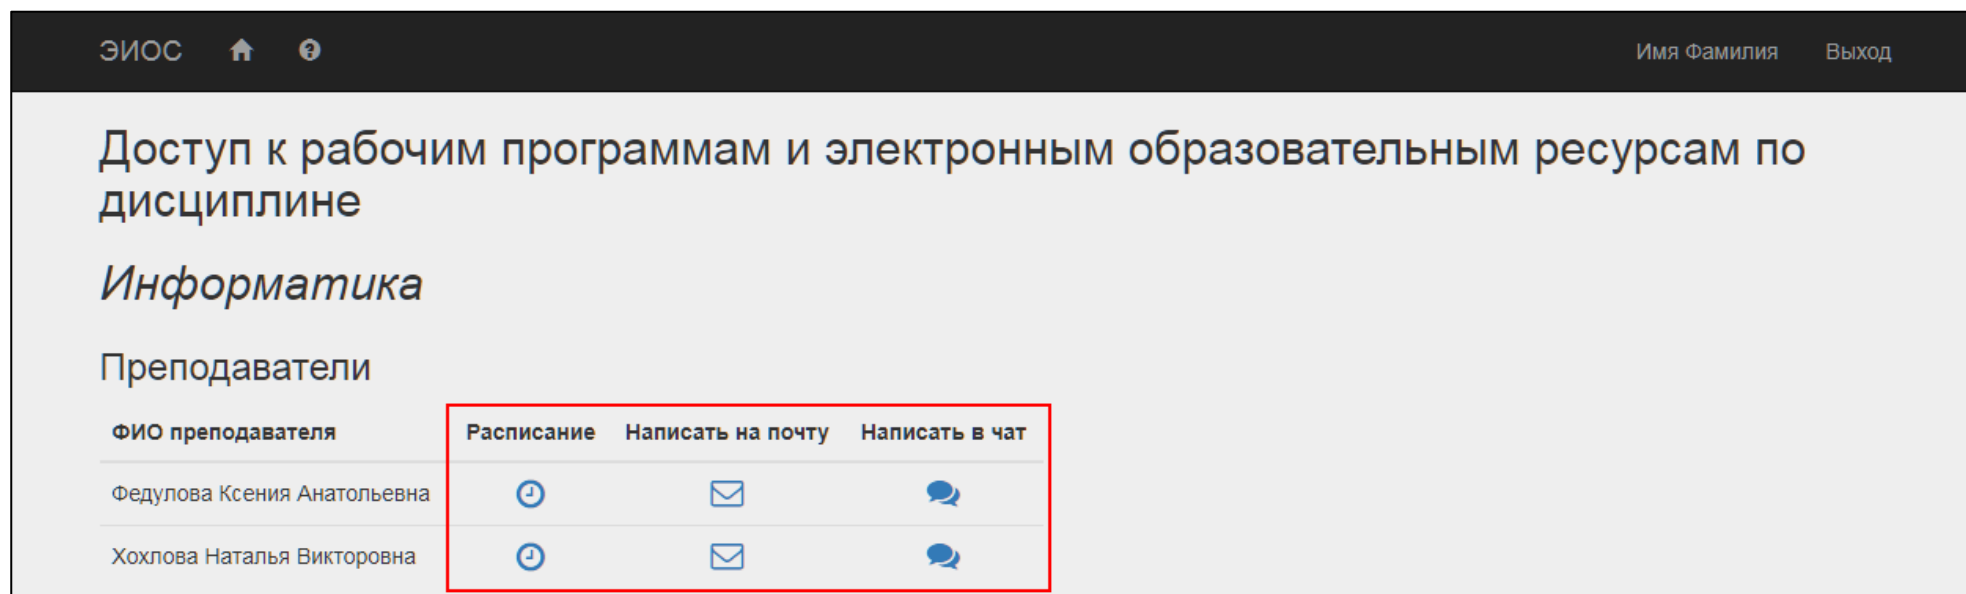 ЭИОС Имя Фамилия Выход
Доступ к рабочим программам и электронным образовательным ресурсам по
дисциплине
Информатика
Преподаватели
ФИО преподавателя Расписание Написать на почту Написать в чат
Федулова Ксения Анатольевна
Хохлова Наталья Викторовна